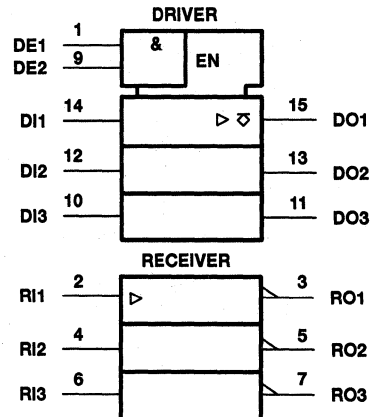 DRIVER
DE1 1 &
DE2 9 EN
DI1 14 15 DO1
DI2 12 13 DO2
DI3 10 11 DO3
RECEIVER
RI1 2 3 RO1
RI2 4 5 RO2
RI3 6 7 RO3